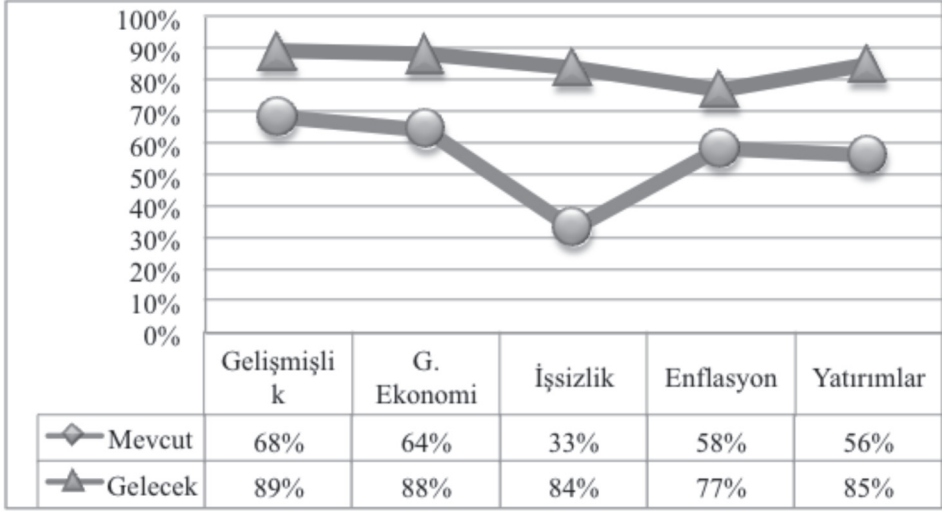 100%
90%
80%
70%
60%
50%
40%
30%
20%
10%
0%
Gelişmişli
k
G.
Ekonomi
İşsizlik
Enflasyon
Yatırımlar
Mevcut 68% 64% 33% 58% 56%
Gelecek 89% 88% 84% 77% 85%